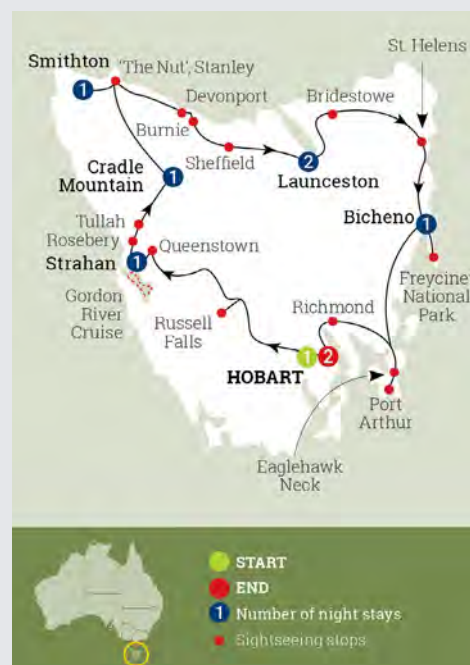 St. Helens
Smithton
'The Nut', Stanley
1
Devonport
Bridestowe
Burnie
Sheffield
2
Launceston
Cradle
Mountain
1
Bicheno
1
Tullah
Rosebery
Queenstown
Strahan
1
Freycinet
National
Park
Gordon
River
Cruise
Russell
Falls
Richmond
HOBART
1
2
Port
Arthur
Eaglehawk
Neck
START
END
1
Number of night stays
Sightseeing stops